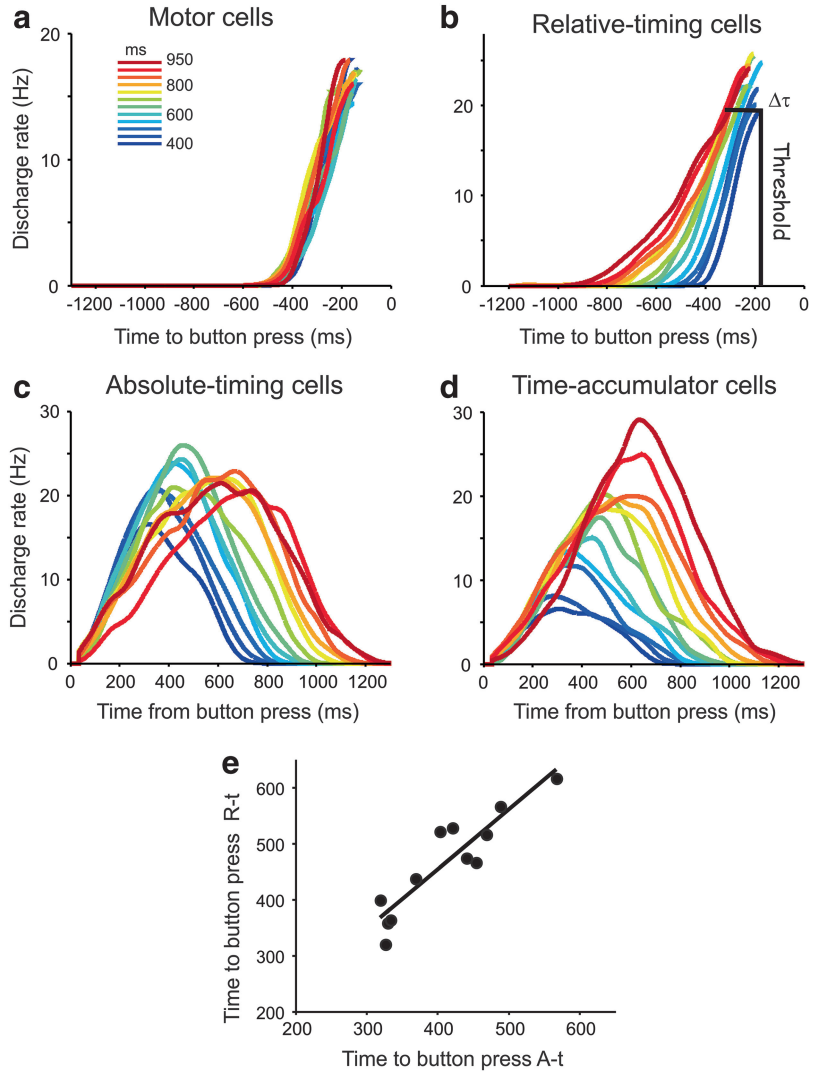 a Motor cells
20
10
0
Discharge rate (Hz)
ms
950
800
600
400
-1200 -1000 -800 -600 -400 -200 0
Time to button press (ms)
b Relative-timing cells
20
10
0
Δτ
Threshold
-1200 -1000 -800 -600 -400 -200 0
Time to button press (ms)
c Absolute-timing cells
30
20
10
0
Discharge rate (Hz)
0 200 400 600 800 1000 1200
Time from button press (ms)
d Time-accumulator cells
30
20
10
0
0 200 400 600 800 1000 1200
Time from button press (ms)
e
600
500
400
300
200
Time to button press R-t
200 300 400 500 600
Time to button press A-t